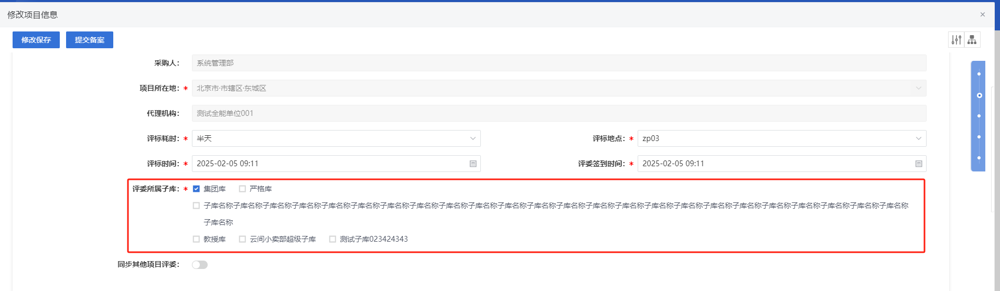 修改项目信息
修改保存 提交备案
采购人： 系统管理部
项目所在地：* 北京市·市辖区·东城区
代理机构： 测试全能单位001
评标耗时：* 半天 评标地点：* zp03
评标时间：* 2025-02-05 09:11 评委签到时间：* 2025-02-05 09:11
评委所属子库：* 集团库 严格库
子库名称子库名称子库名称子库名称子库名称子库名称子库名称子库名称子库名称子库名称子库名称子库名称子库名称子库名称子库名称子库名称子库名称子库名称子库名称子库名称子库名称子库名称子库名称子库名称
子库名称
教授库 云间小卖部超级子库 测试子库023424343
同步其他项目评委：